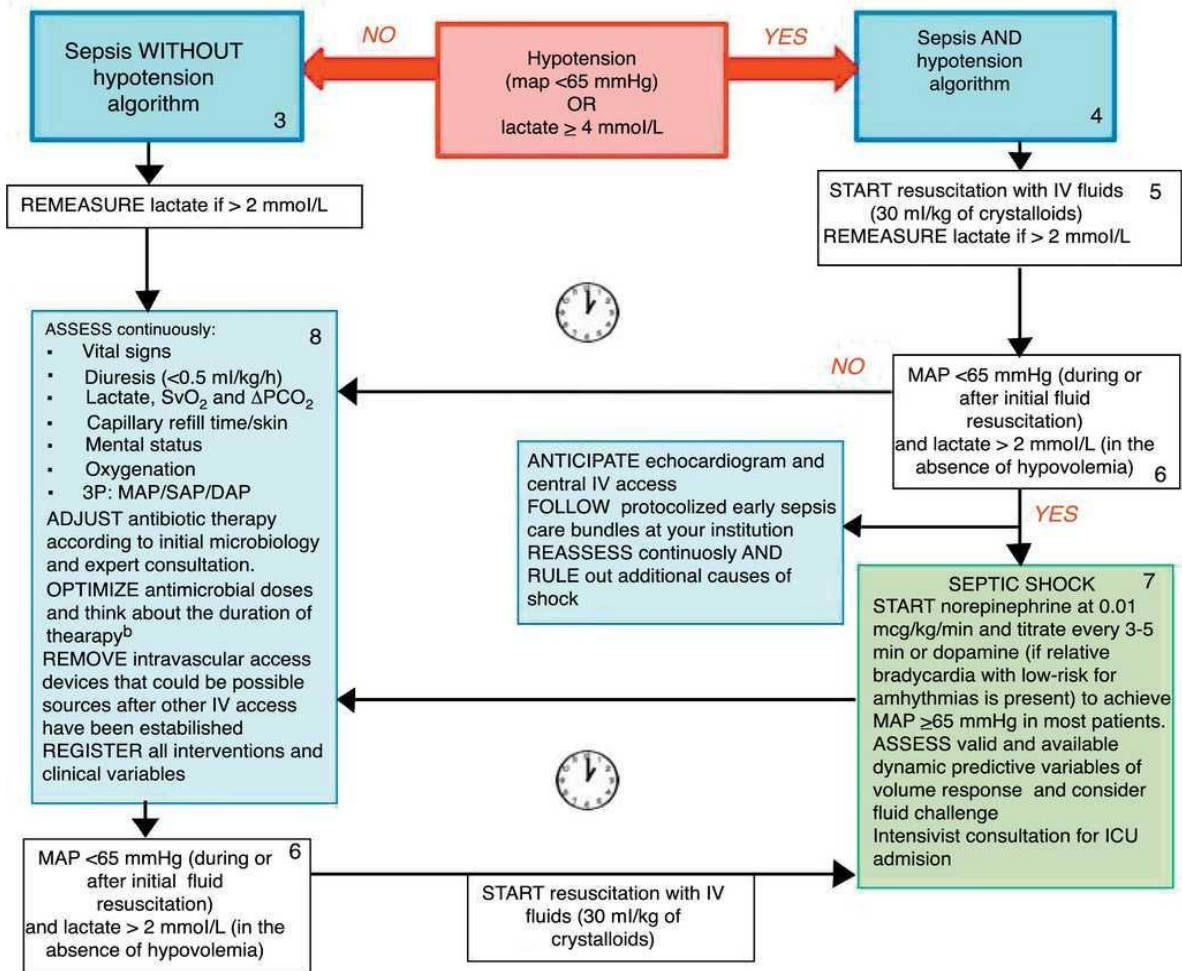 Sepsis WITHOUT
hypotension
algorithm
3
NO
Hypotension
(map <65 mmHg)
OR
lactate ≥ 4 mmol/L
YES
Sepsis AND
hypotension
algorithm
4
REMEASURE lactate if > 2 mmol/L
START resuscitation with IV fluids
(30 ml/kg of crystalloids)
REMEASURE lactate if > 2 mmol/L
5
ASSESS continuously:
8
▪ Vital signs
▪ Diuresis (<0.5 ml/kg/h)
▪ Lactate, SvO₂ and ΔPCO₂
▪ Capillary refill time/skin
▪ Mental status
▪ Oxygenation
▪ 3P: MAP/SAP/DAP
ADJUST antibiotic therapy
according to initial microbiology
and expert consultation.
OPTIMIZE antimicrobial doses
and think about the duration of
thearapyᵇ
REMOVE intravascular access
devices that could be possible
sources after other IV access
have been estabilished
REGISTER all interventions and
clinical variables
NO
MAP <65 mmHg (during or
after initial fluid
resuscitation)
and lactate > 2 mmol/L (in the
absence of hypovolemia)
6
YES
ANTICIPATE echocardiogram and
central IV access
FOLLOW protocolized early sepsis
care bundles at your institution
REASSESS continuosly AND
RULE out additional causes of
shock
SEPTIC SHOCK
7
START norepinephrine at 0.01
mcg/kg/min and titrate every 3-5
min or dopamine (if relative
bradycardia with low-risk for
amhythmias is present) to achieve
MAP ≥65 mmHg in most patients.
ASSESS valid and available
dynamic predictive variables of
volume response and consider
fluid challenge
Intensivist consultation for ICU
admision
MAP <65 mmHg (during or
after initial fluid
resuscitation)
and lactate > 2 mmol/L (in the
absence of hypovolemia)
6
START resuscitation with IV
fluids (30 ml/kg of
crystalloids)